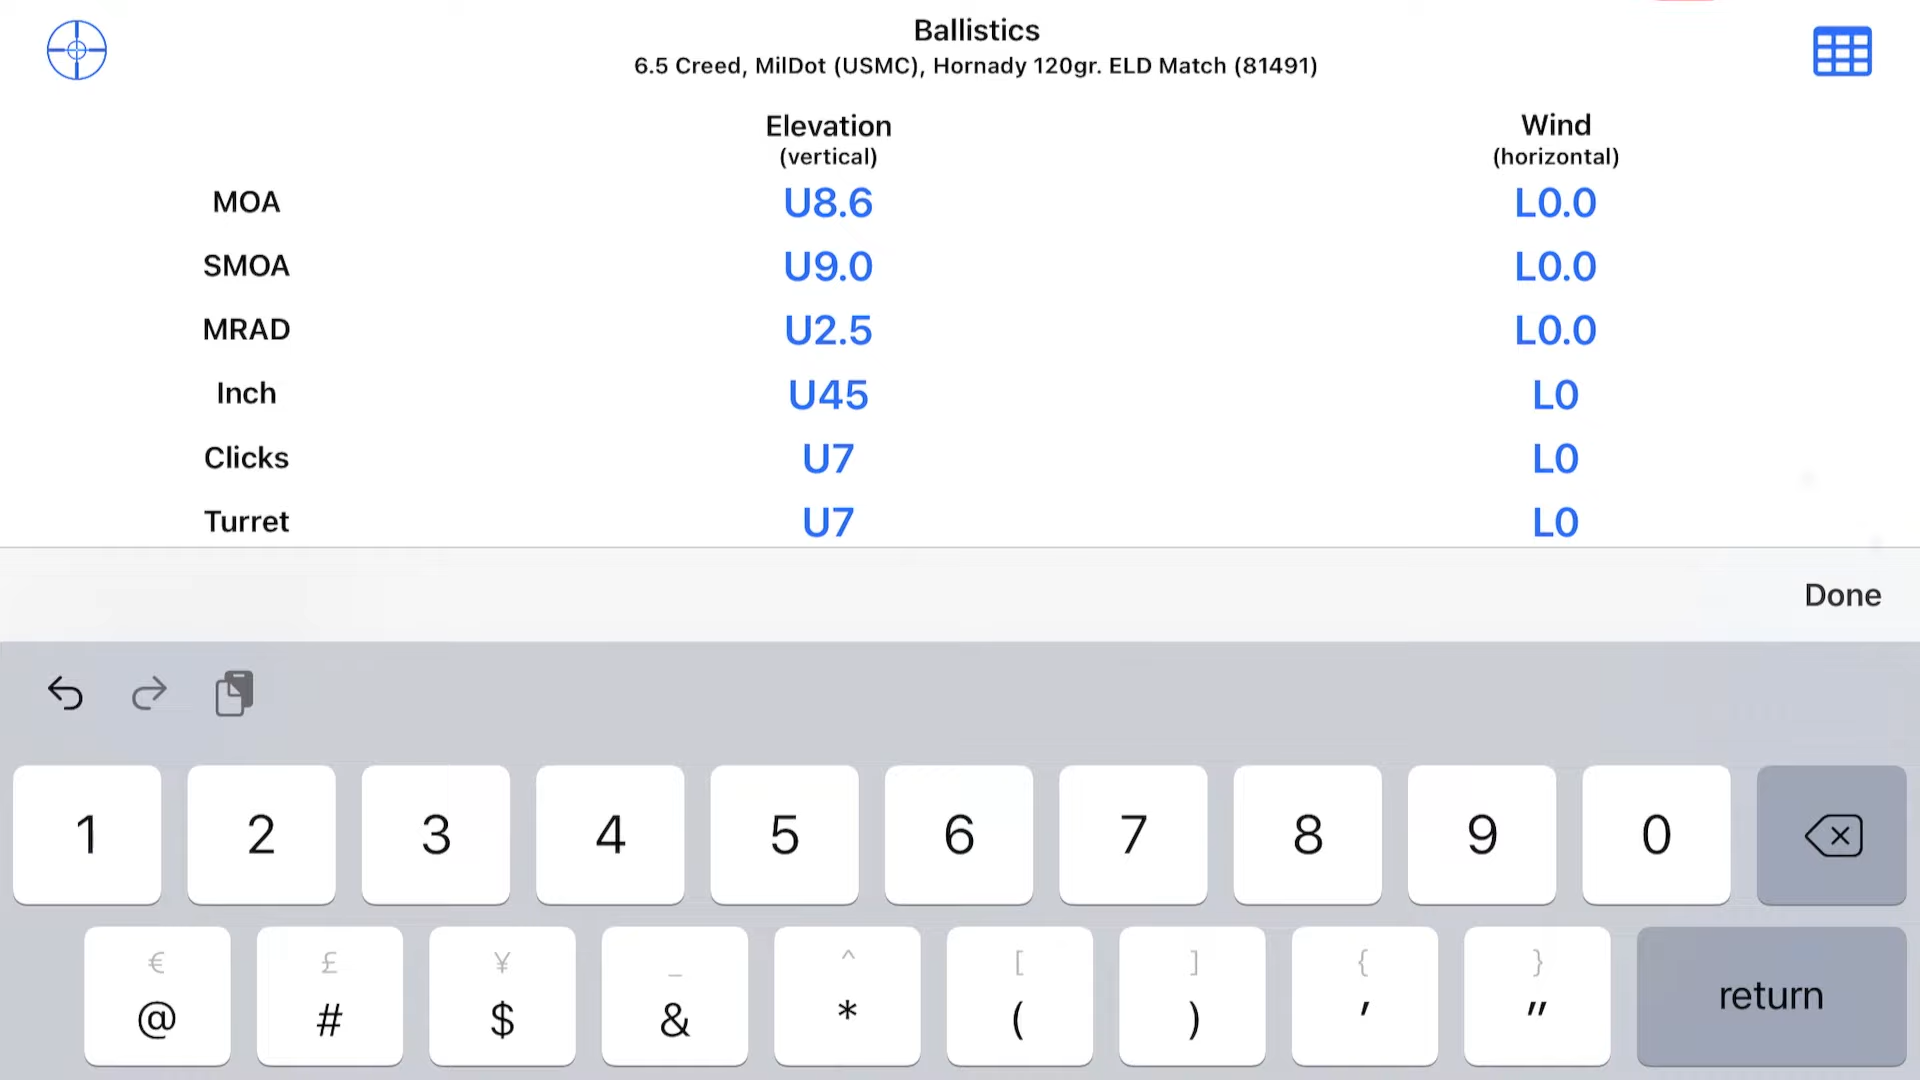 Ballistics
6.5 Creed, MilDot (USMC), Hornady 120gr. ELD Match (81491)
Elevation Wind
(vertical) (horizontal)
MOA U8.6 L0.0
SMOA U9.0 L0.0
MRAD U2.5 L0.0
Inch U45 L0
Clicks U7 L0
Turret U7 L0
Done
1 2 3 4 5 6 7 8 9 0
€ £ ¥ _ ^ [ ] { }
@ # $ & * ( ) ' " return